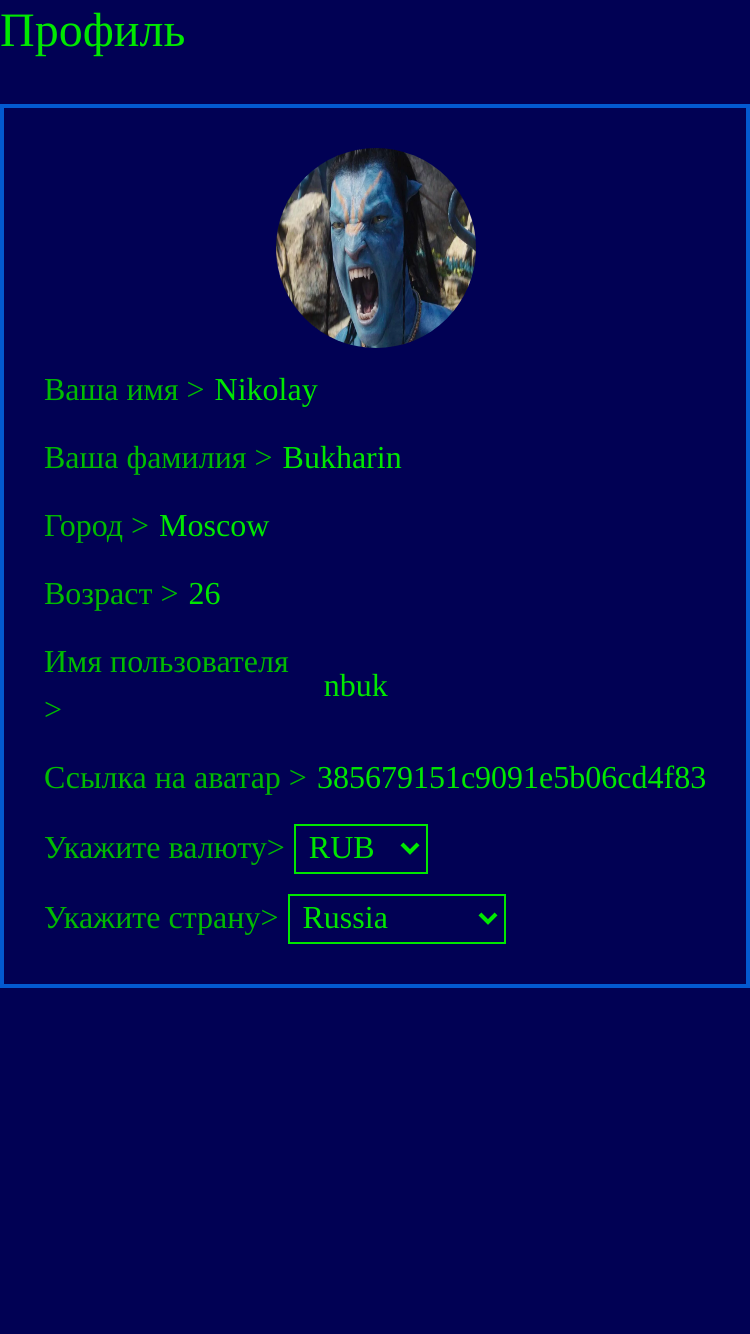 Профиль
Ваша имя > Nikolay
Ваша фамилия > Bukharin
Город > Moscow
Возраст > 26
Имя пользователя
> nbuk
Ссылка на аватар > 385679151c9091e5b06cd4f83
Укажите валюту> RUB
Укажите страну> Russia